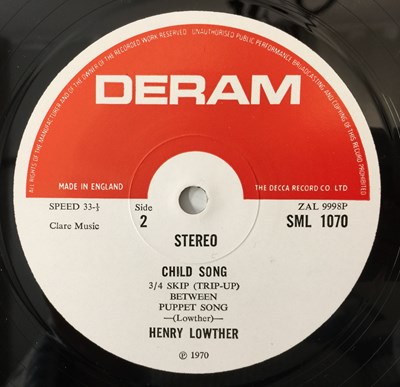 ALL RIGHTS OF THE MANUFACTURER AND OF THE OWNER OF THE RECORDED WORK RESERVED UNAUTHORISED PUBLIC PERFORMANCE BROADCASTING AND COPYING OF THIS RECORD PROHIBITED
DERAM
MADE IN ENGLAND
THE DECCA RECORD CO LTD
SPEED 33-⅓
Side
ZAL 9998P
Clare Music
2
SML 1070
STEREO
CHILD SONG
3/4 SKIP (TRIP-UP)
BETWEEN
PUPPET SONG
—(Lowther)—
HENRY LOWTHER
℗ 1970